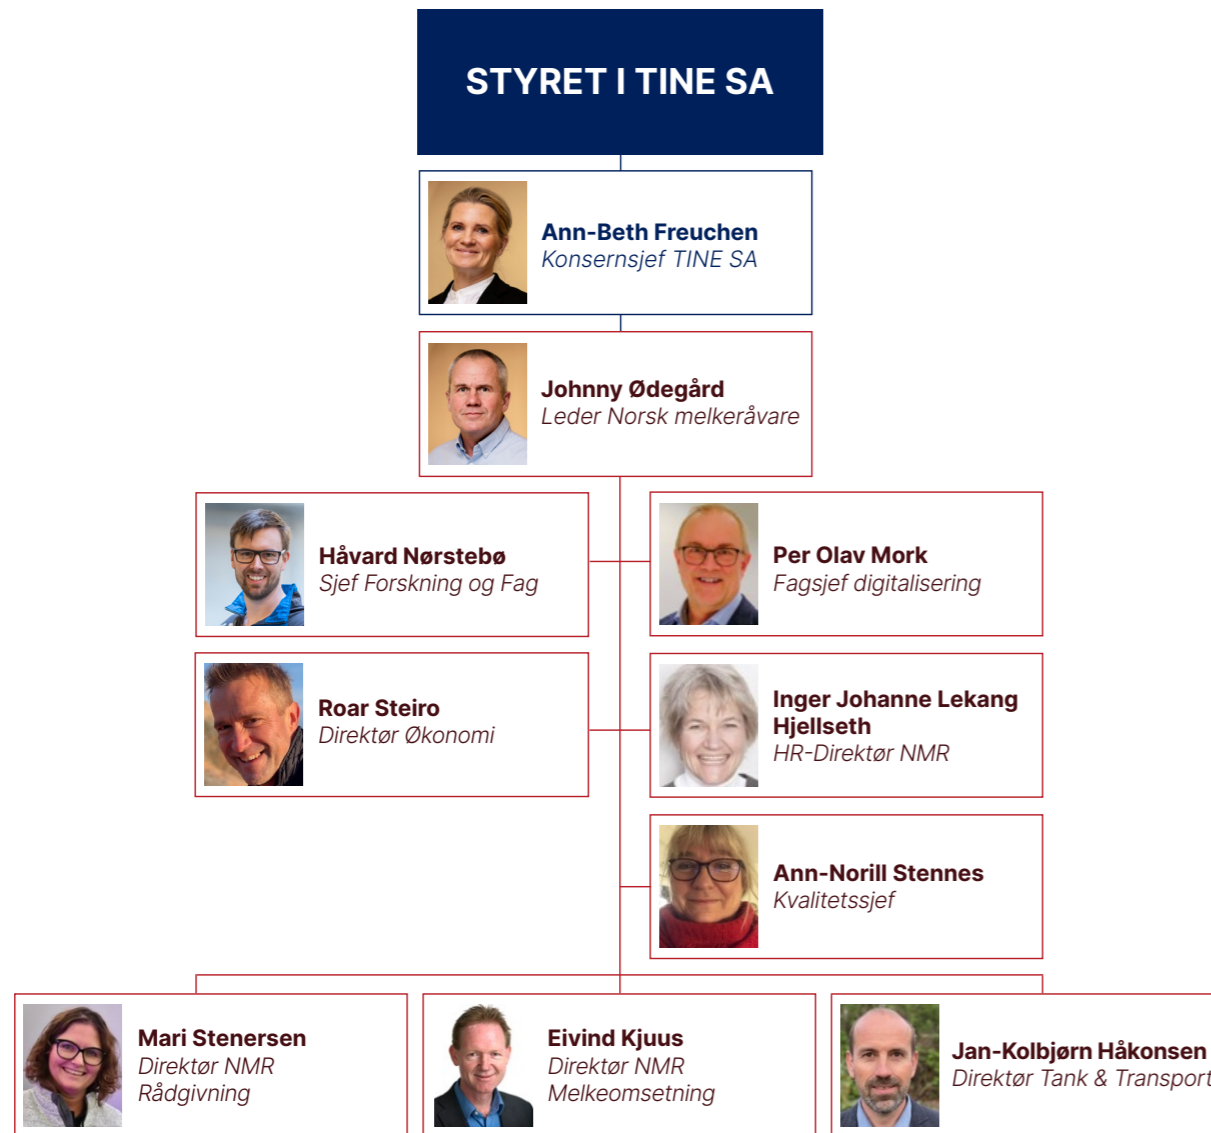 STYRET I TINE SA
Ann-Beth Freuchen
Konsernsjef TINE SA
Johnny Ødegård
Leder Norsk melkeråvare
Håvard Nørstebø
Sjef Forskning og Fag
Per Olav Mork
Fagsjef digitalisering
Roar Steiro
Direktør Økonomi
Inger Johanne Lekang
Hjellseth
HR-Direktør NMR
Ann-Norill Stennes
Kvalitetssjef
Mari Stenersen
Direktør NMR
Rådgivning
Eivind Kjuus
Direktør NMR
Melkeomsetning
Jan-Kolbjørn Håkonsen
Direktør Tank & Transport